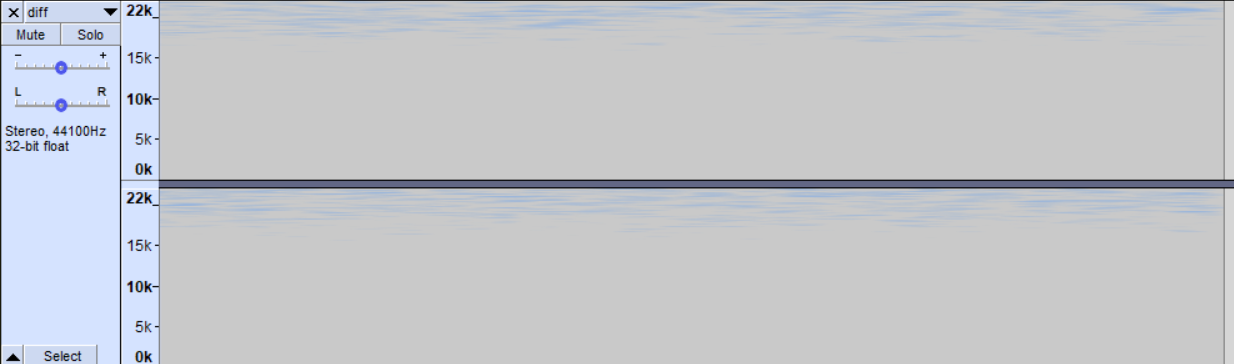 × diff
Mute Solo
- +
L R
Stereo, 44100Hz
32-bit float
22k
15k
10k
5k
0k
22k
15k
10k
5k
0k
Select